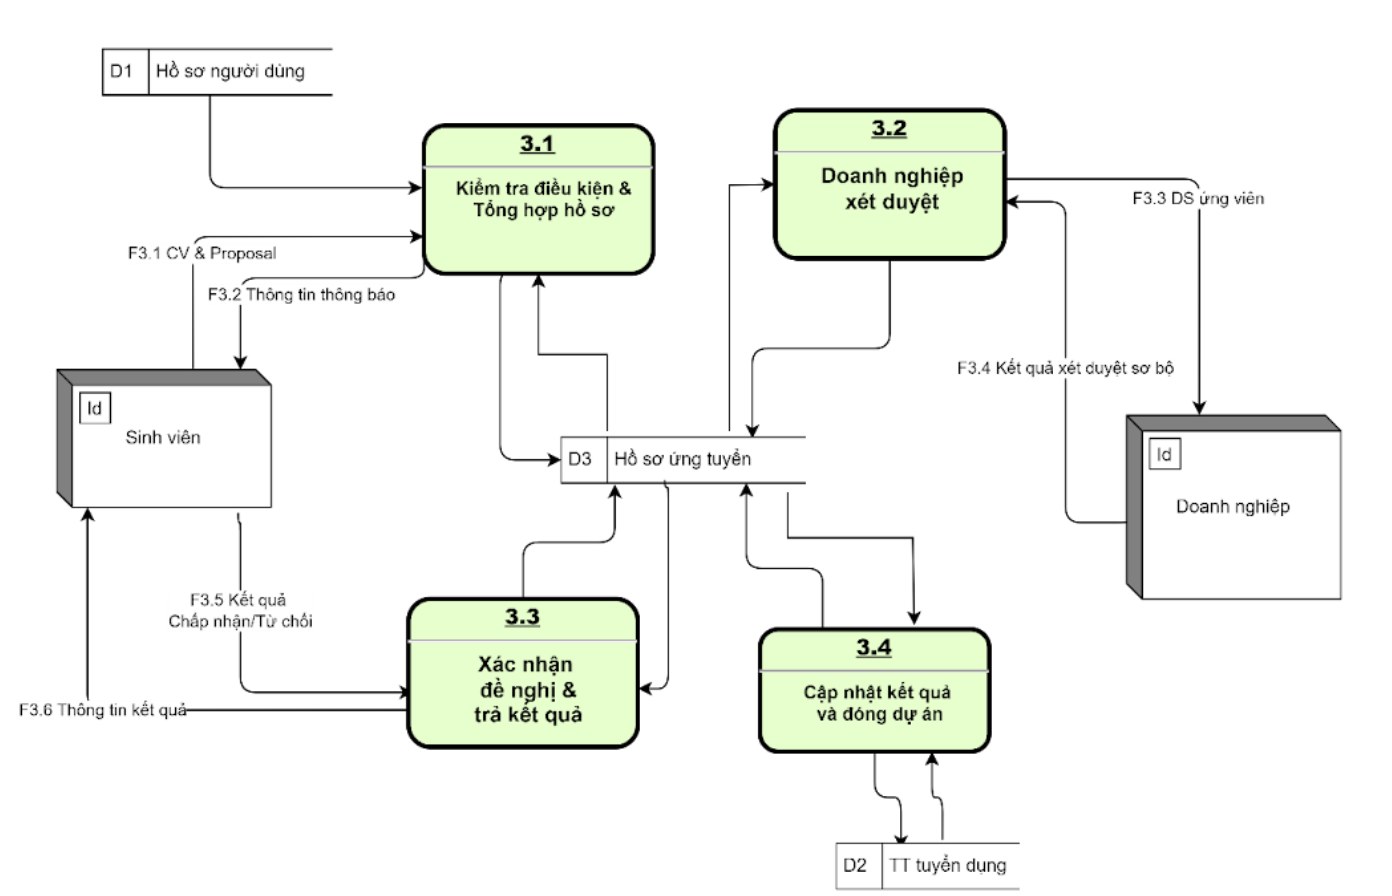 D1 Hồ sơ người dùng
3.1
Kiểm tra điều kiện &
Tổng hợp hồ sơ
3.2
Doanh nghiệp
xét duyệt
F3.3 DS ứng viên
F3.1 CV & Proposal
F3.2 Thông tin thông báo
F3.4 Kết quả xét duyệt sơ bộ
Id
Sinh viên
D3 Hồ sơ ứng tuyển
Id
Doanh nghiệp
F3.5 Kết quả
Chấp nhận/Từ chối
3.3
Xác nhận
đề nghị &
trả kết quả
3.4
Cập nhật kết quả
và đóng dự án
F3.6 Thông tin kết quả
D2 TT tuyển dụng